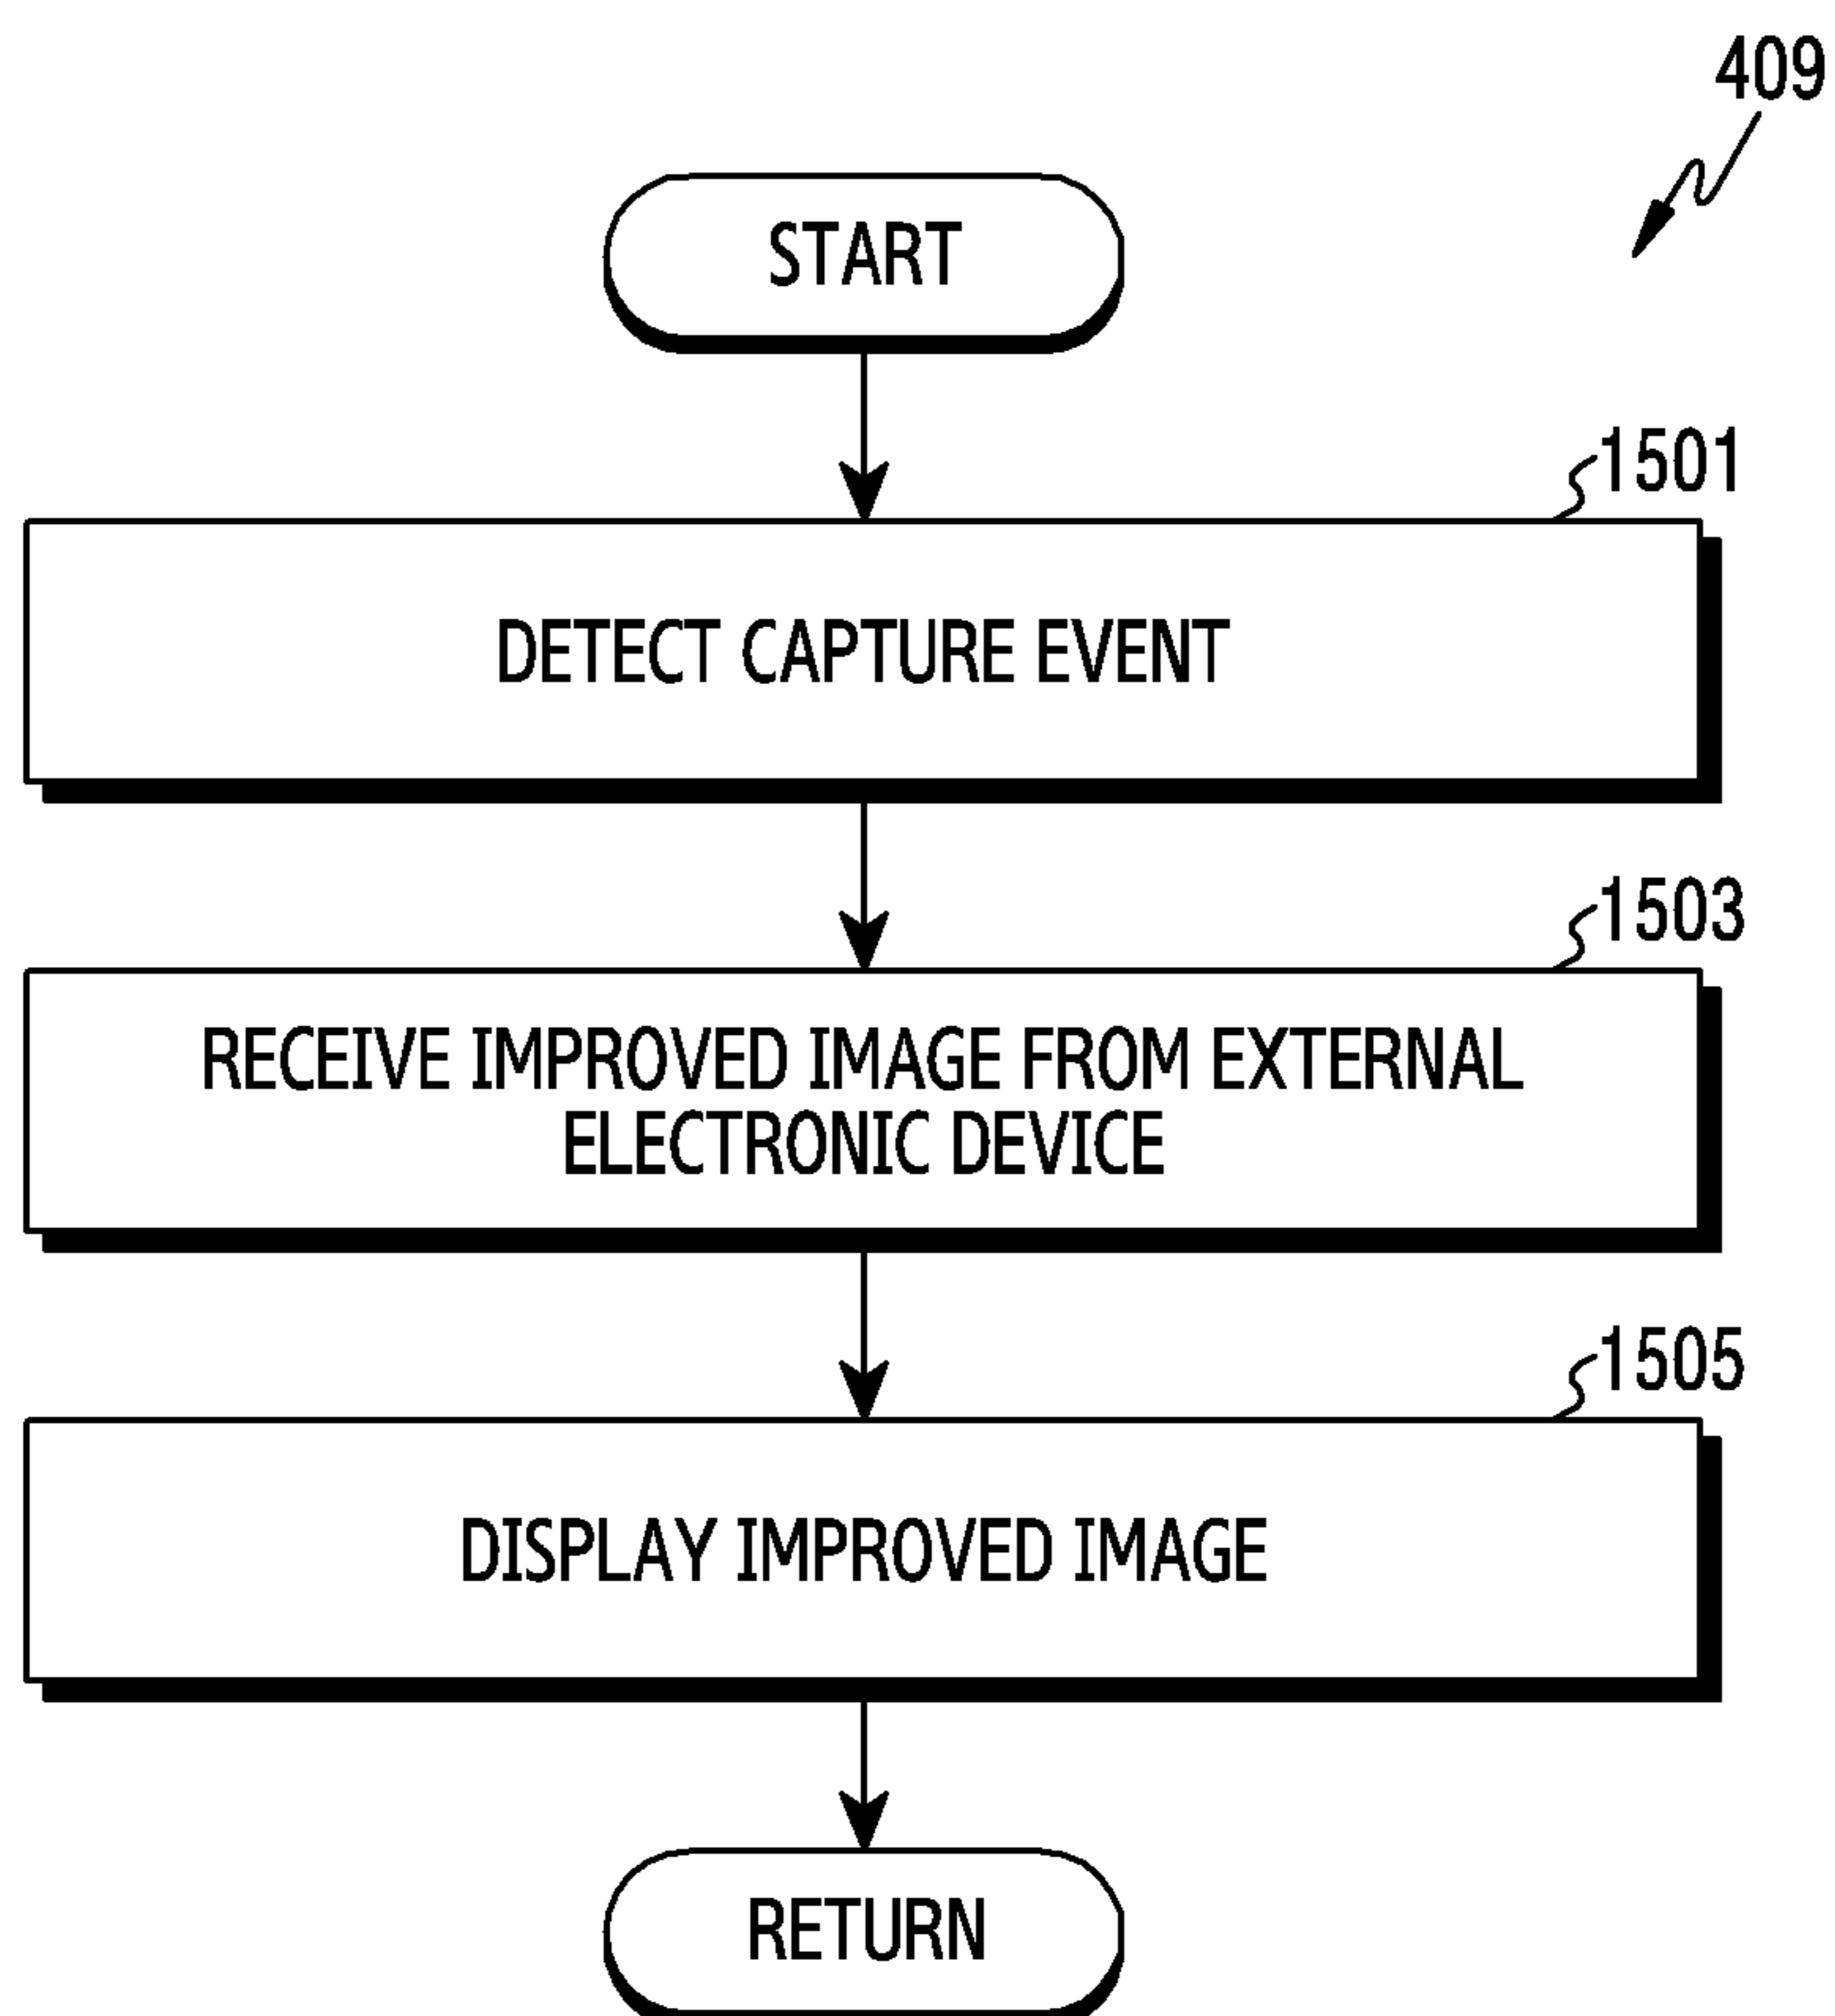 409
START
1501
DETECT CAPTURE EVENT
1503
RECEIVE IMPROVED IMAGE FROM EXTERNAL
ELECTRONIC DEVICE
1505
DISPLAY IMPROVED IMAGE
RETURN